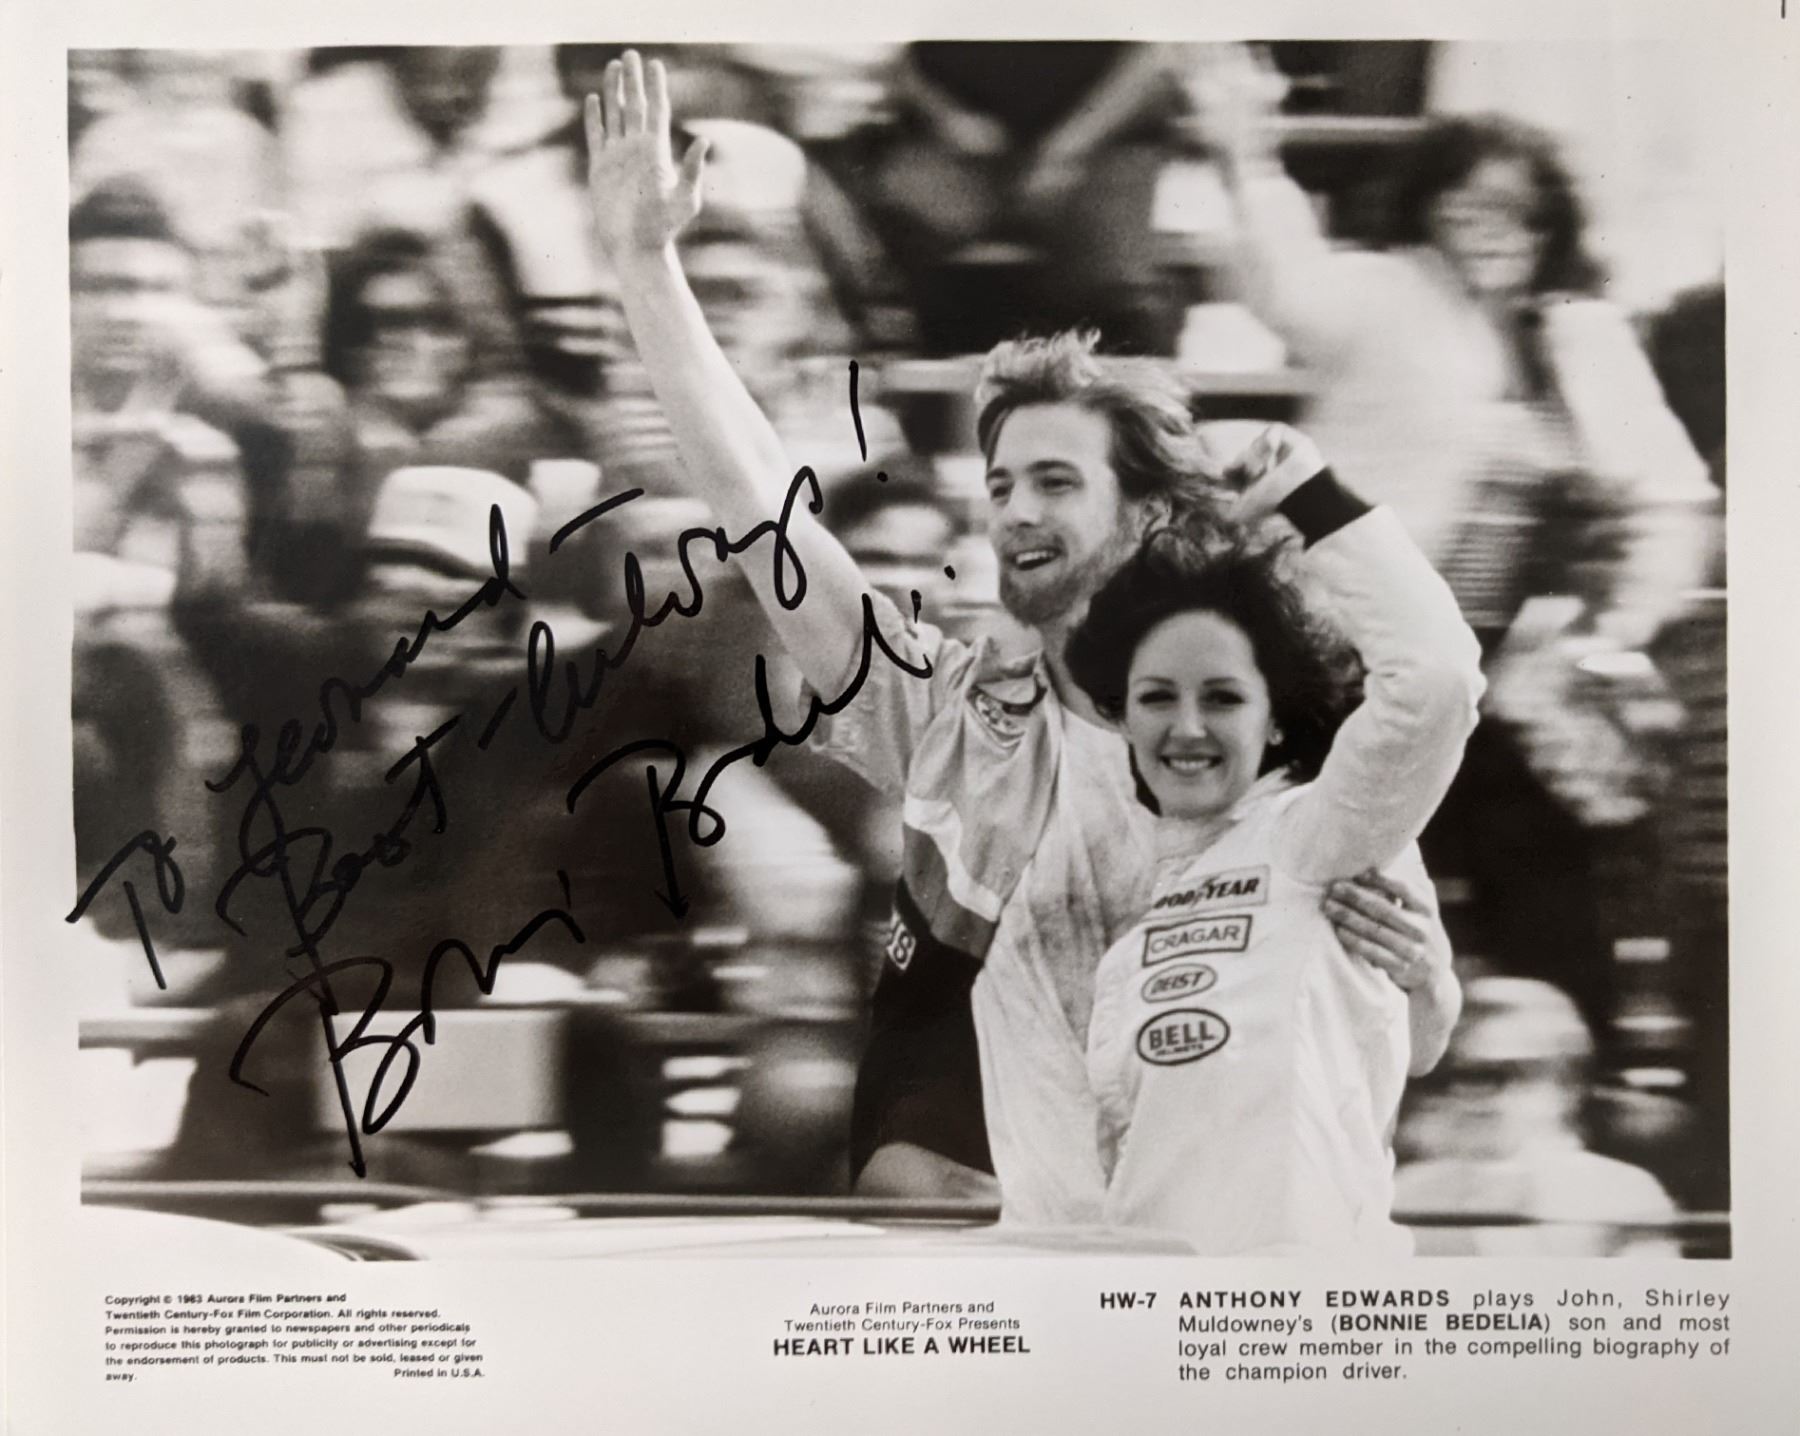 To Leonard -
Best - always!
Bonnie Bedelia
GOODYEAR
CRAGAR
DEIST
BELL
HELMETS
8
Copyright © 1983 Aurora Film Partners and
Twentieth Century-Fox Film Corporation. All rights reserved.
Permission is hereby granted to newspapers and other periodicals
to reproduce this photograph for publicity or advertising except for
the endorsement of products. This must not be sold, leased or given
away. Printed in U.S.A.
Aurora Film Partners and
Twentieth Century-Fox Presents
HEART LIKE A WHEEL
HW-7 ANTHONY EDWARDS plays John, Shirley
Muldowney's (BONNIE BEDELIA) son and most
loyal crew member in the compelling biography of
the champion driver.